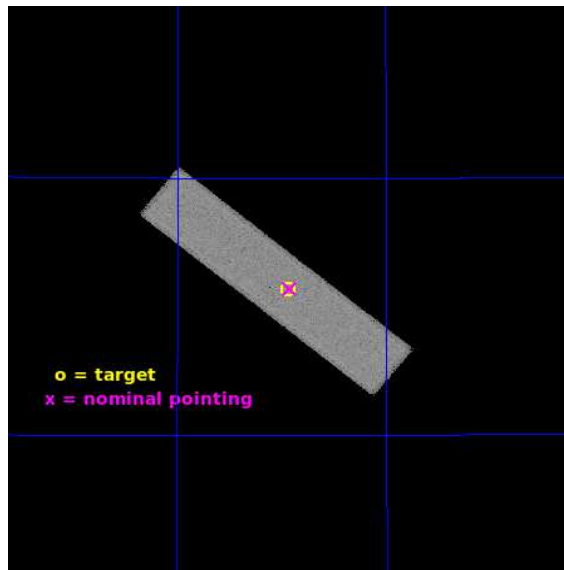 o = target
x = nominal pointing